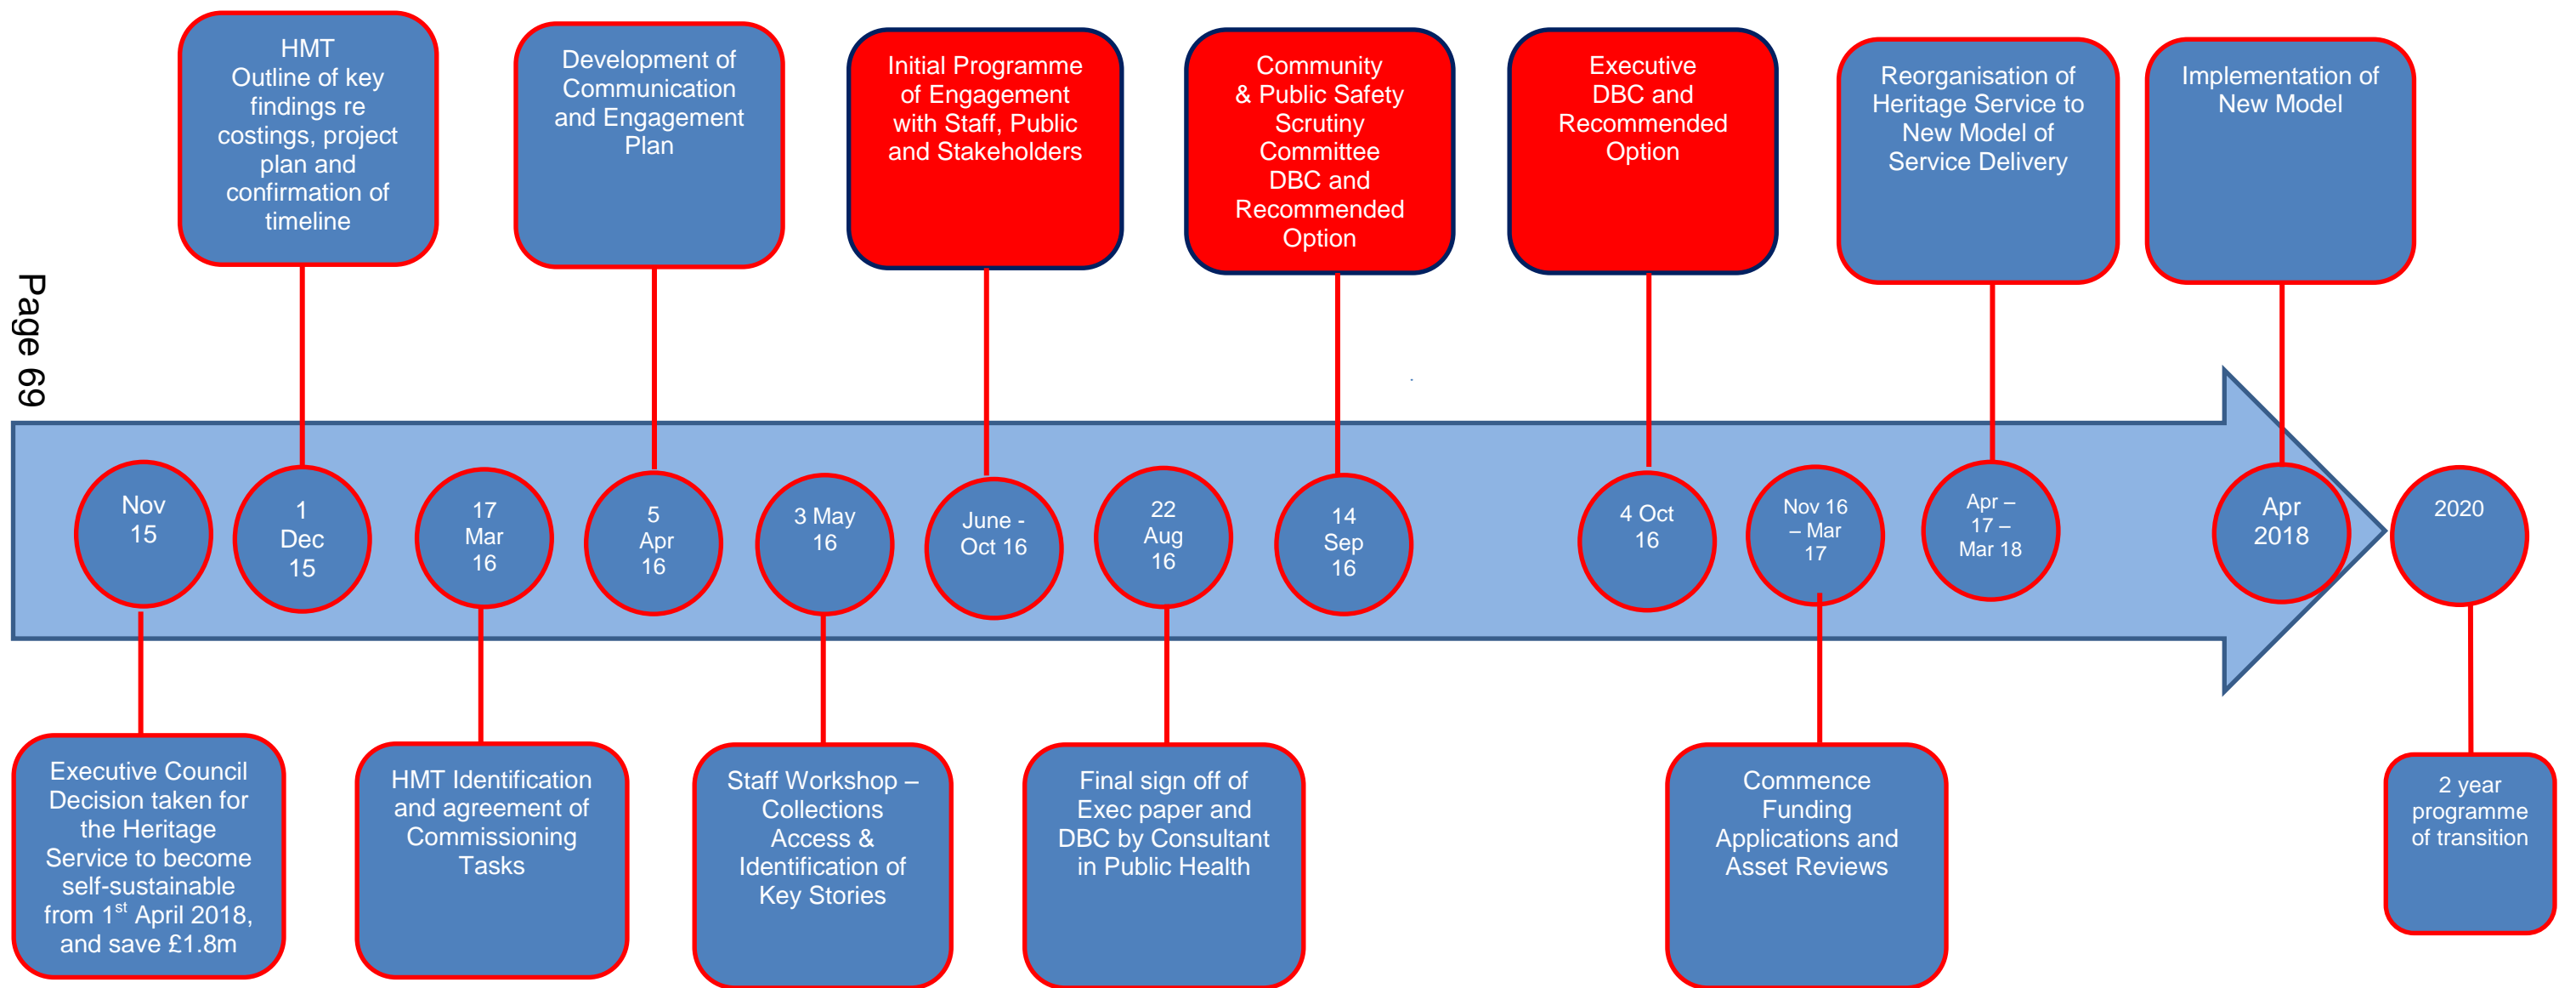 HMT
Outline of key
findings re
costings, project
plan and
confirmation of
timeline
Development of
Communication
and Engagement
Plan
Initial Programme
of Engagement
with Staff, Public
and Stakeholders
Community
& Public Safety
Scrutiny
Committee
DBC and
Recommended
Option
Executive
DBC and
Recommended
Option
Reorganisation of
Heritage Service to
New Model of
Service Delivery
Implementation of
New Model
Page 69
Nov
15
1
Dec
15
17
Mar
16
5
Apr
16
3 May
16
June -
Oct 16
22
Aug
16
14
Sep
16
4 Oct
16
Nov 16
– Mar
17
Apr –
17 –
Mar 18
Apr
2018
2020
Executive Council
Decision taken for
the Heritage
Service to become
self-sustainable
from 1st April 2018,
and save £1.8m
HMT Identification
and agreement of
Commissioning
Tasks
Staff Workshop –
Collections
Access &
Identification of
Key Stories
Final sign off of
Exec paper and
DBC by Consultant
in Public Health
Commence
Funding
Applications and
Asset Reviews
2 year
programme
of transition